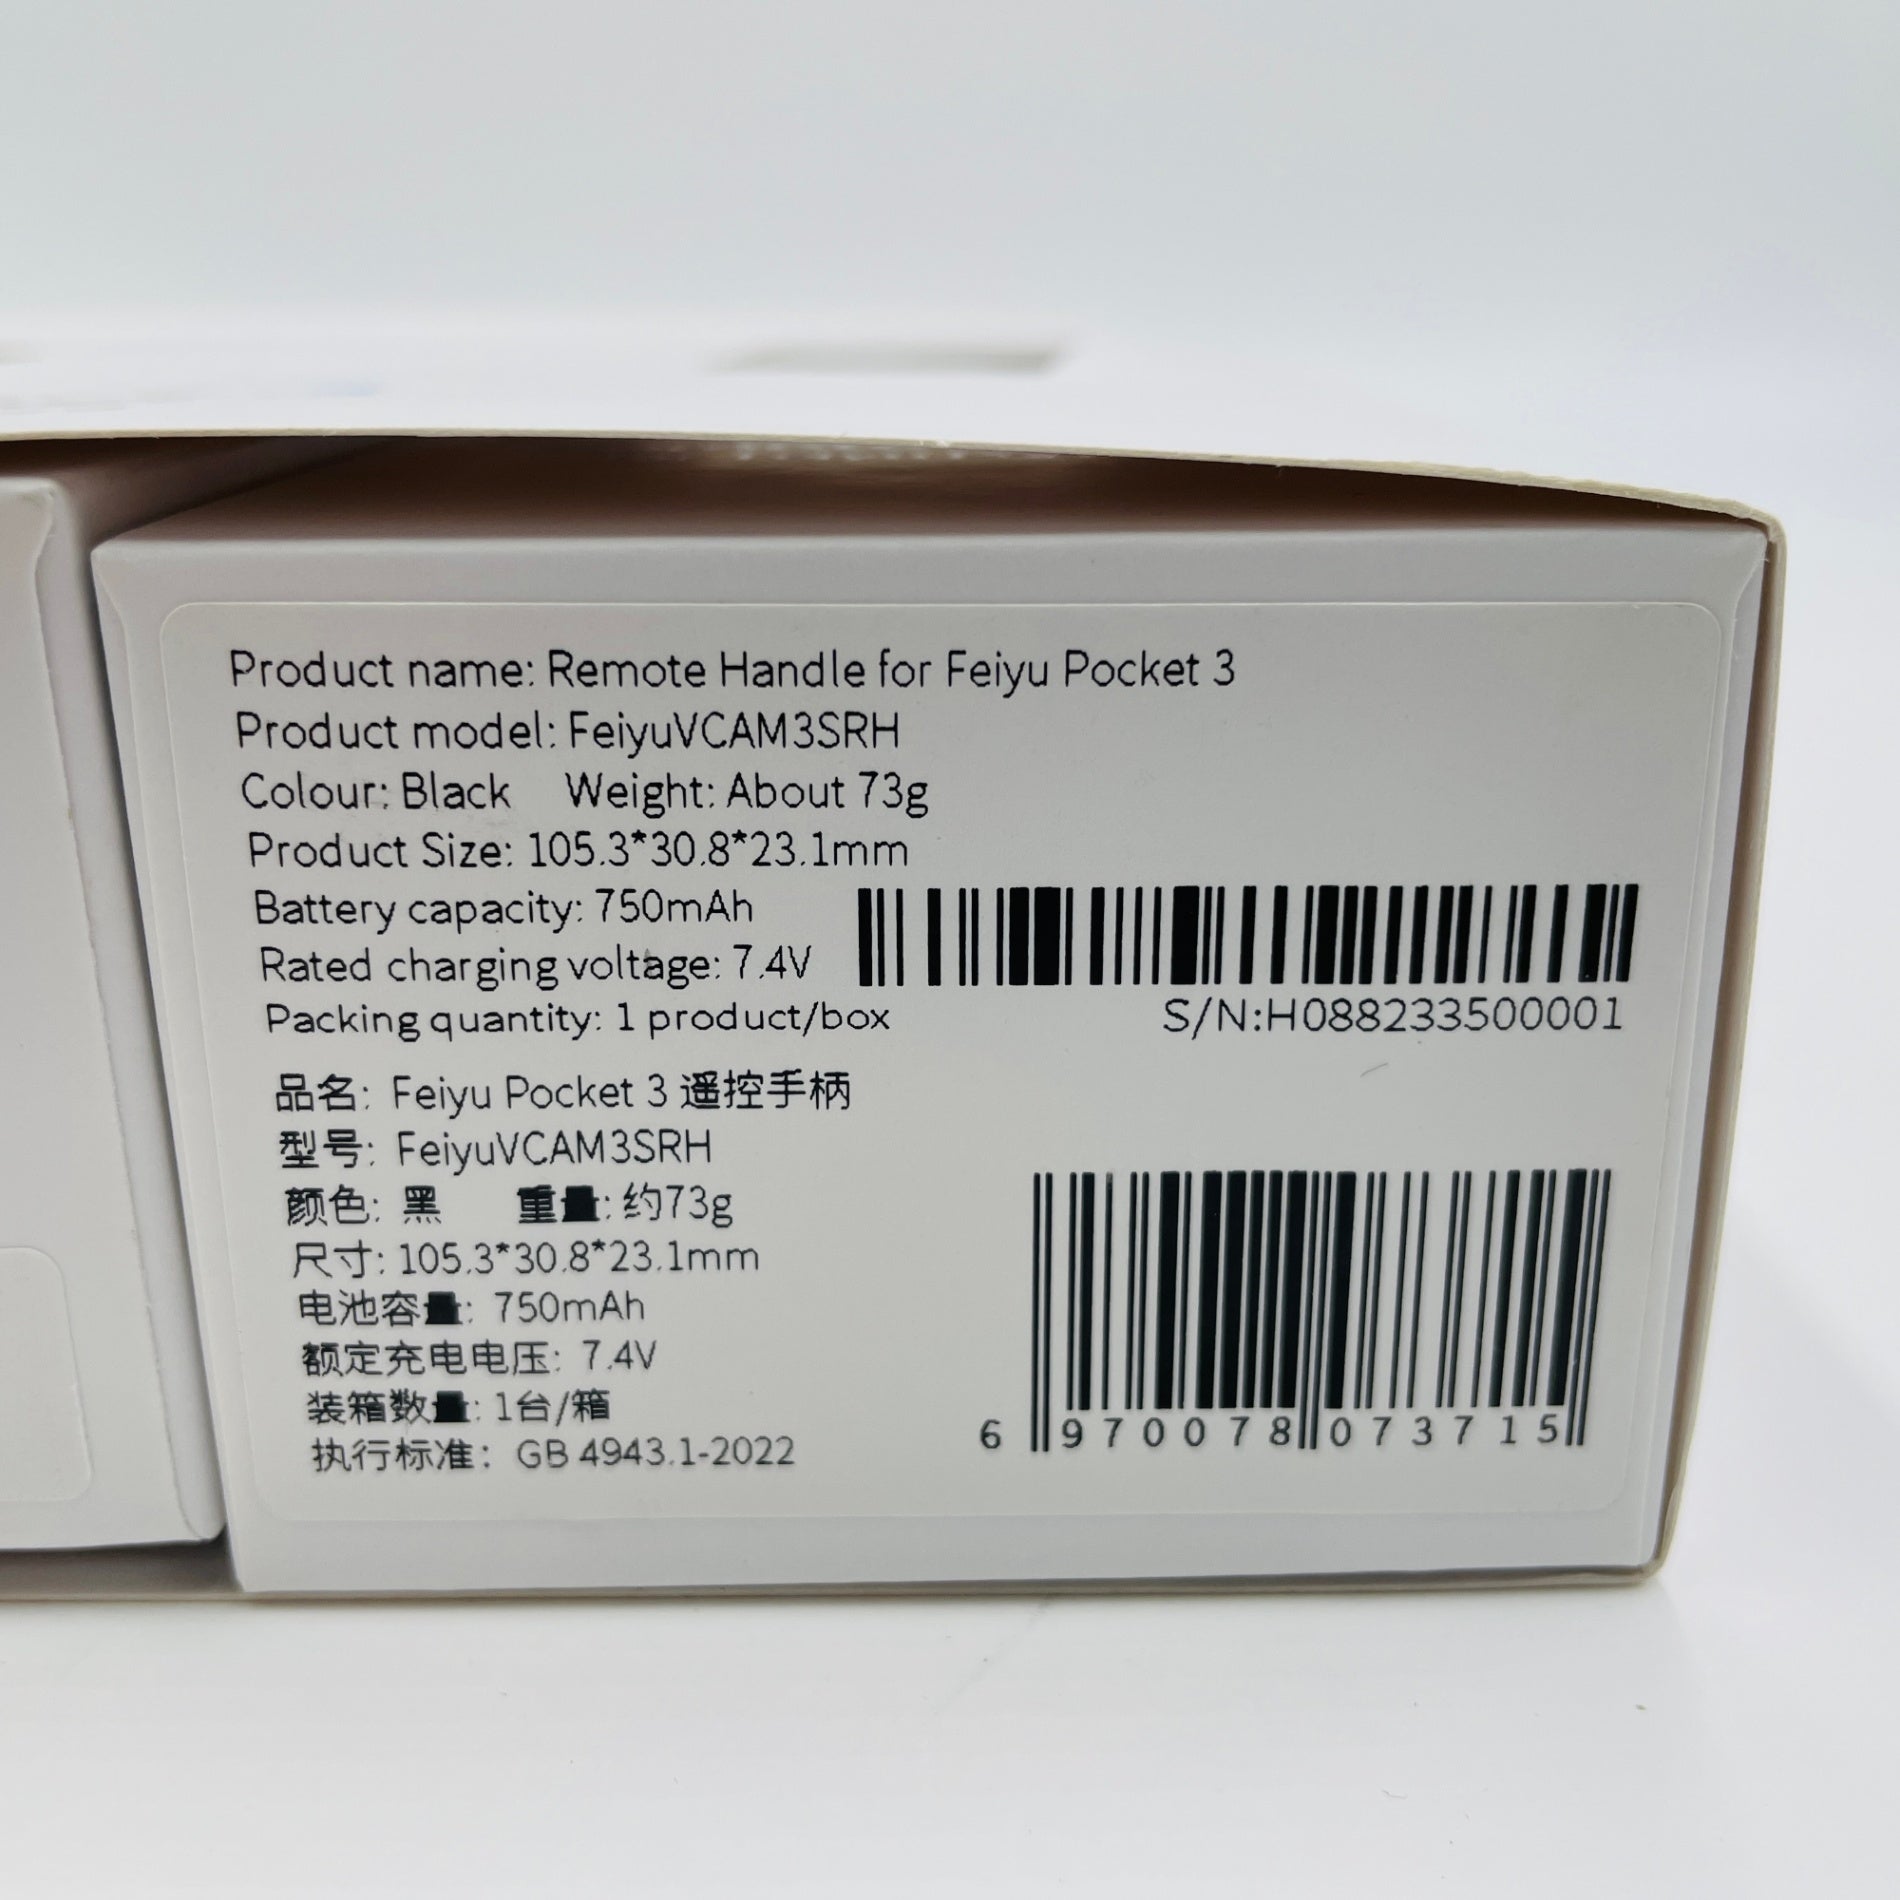 Product name: Remote Handle for Feiyu Pocket 3
Product model: FeiyuVCAM3SRH
Colour: Black Weight: About 73g
Product Size: 105.3*30.8*23.1mm
Battery capacity: 750mAh
Rated charging voltage: 7.4V
Packing quantity: 1 product/box
S/N:H088233500001
品名: Feiyu Pocket 3 遥控手柄
型号: FeiyuVCAM3SRH
颜色: 黑 重量: 约73g
尺寸: 105.3*30.8*23.1mm
电池容量: 750mAh
额定充电电压: 7.4V
装箱数量: 1台/箱
执行标准: GB 4943.1-2022
6 970078 073715